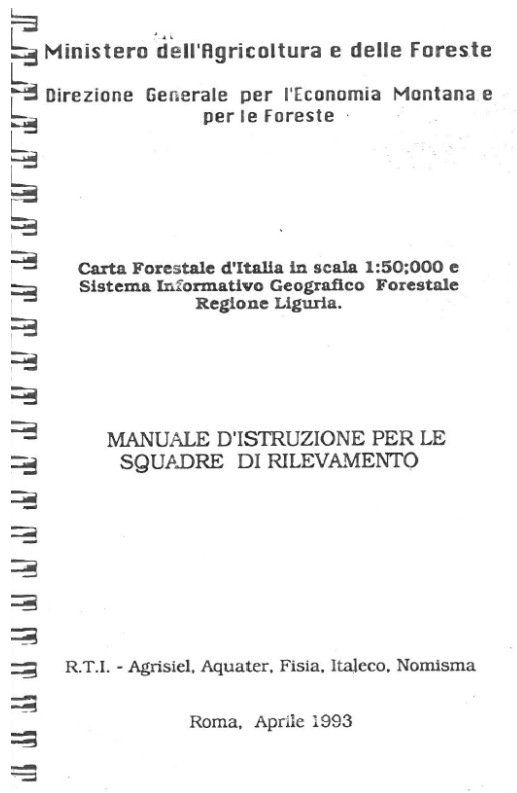 Ministero dell'Agricoltura e delle Foreste
Direzione Generale per l'Economia Montana e
per le Foreste
Carta Forestale d'Italia in scala 1:50;000 e
Sistema Informativo Geografico Forestale
Regione Liguria.
MANUALE D'ISTRUZIONE PER LE
SQUADRE DI RILEVAMENTO
R.T.I. - Agrisiel, Aquater, Fisia, Italeco, Nomisma
Roma, Aprile 1993